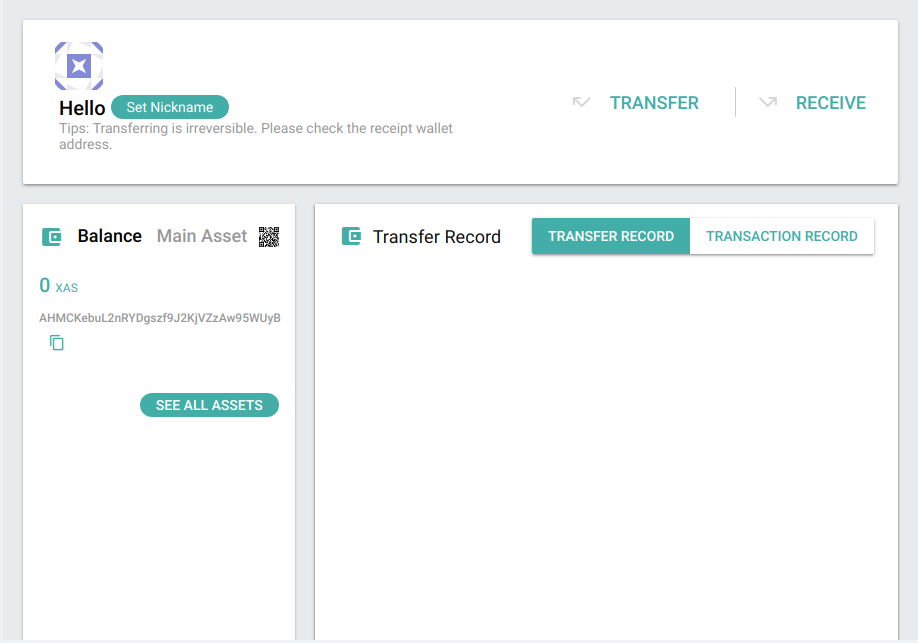 Hello Set Nickname
Tips: Transferring is irreversible. Please check the receipt wallet
address.
TRANSFER
RECEIVE
Balance Main Asset
0 XAS
AHMCKebuL2nRYDgszf9J2KjVZzAw95WUyB
SEE ALL ASSETS
Transfer Record
TRANSFER RECORD
TRANSACTION RECORD